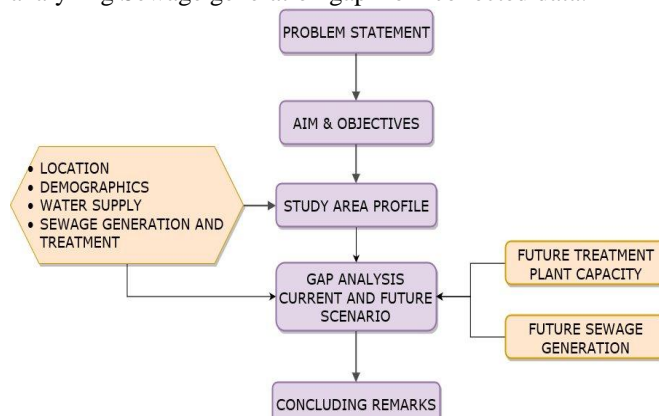 PROBLEM STATEMENT
AIM & OBJECTIVES
• LOCATION
• DEMOGRAPHICS
• WATER SUPPLY
• SEWAGE GENERATION AND
TREATMENT
STUDY AREA PROFILE
GAP ANALYSIS
CURRENT AND FUTURE
SCENARIO
FUTURE TREATMENT
PLANT CAPACITY
FUTURE SEWAGE
GENERATION
CONCLUDING REMARKS